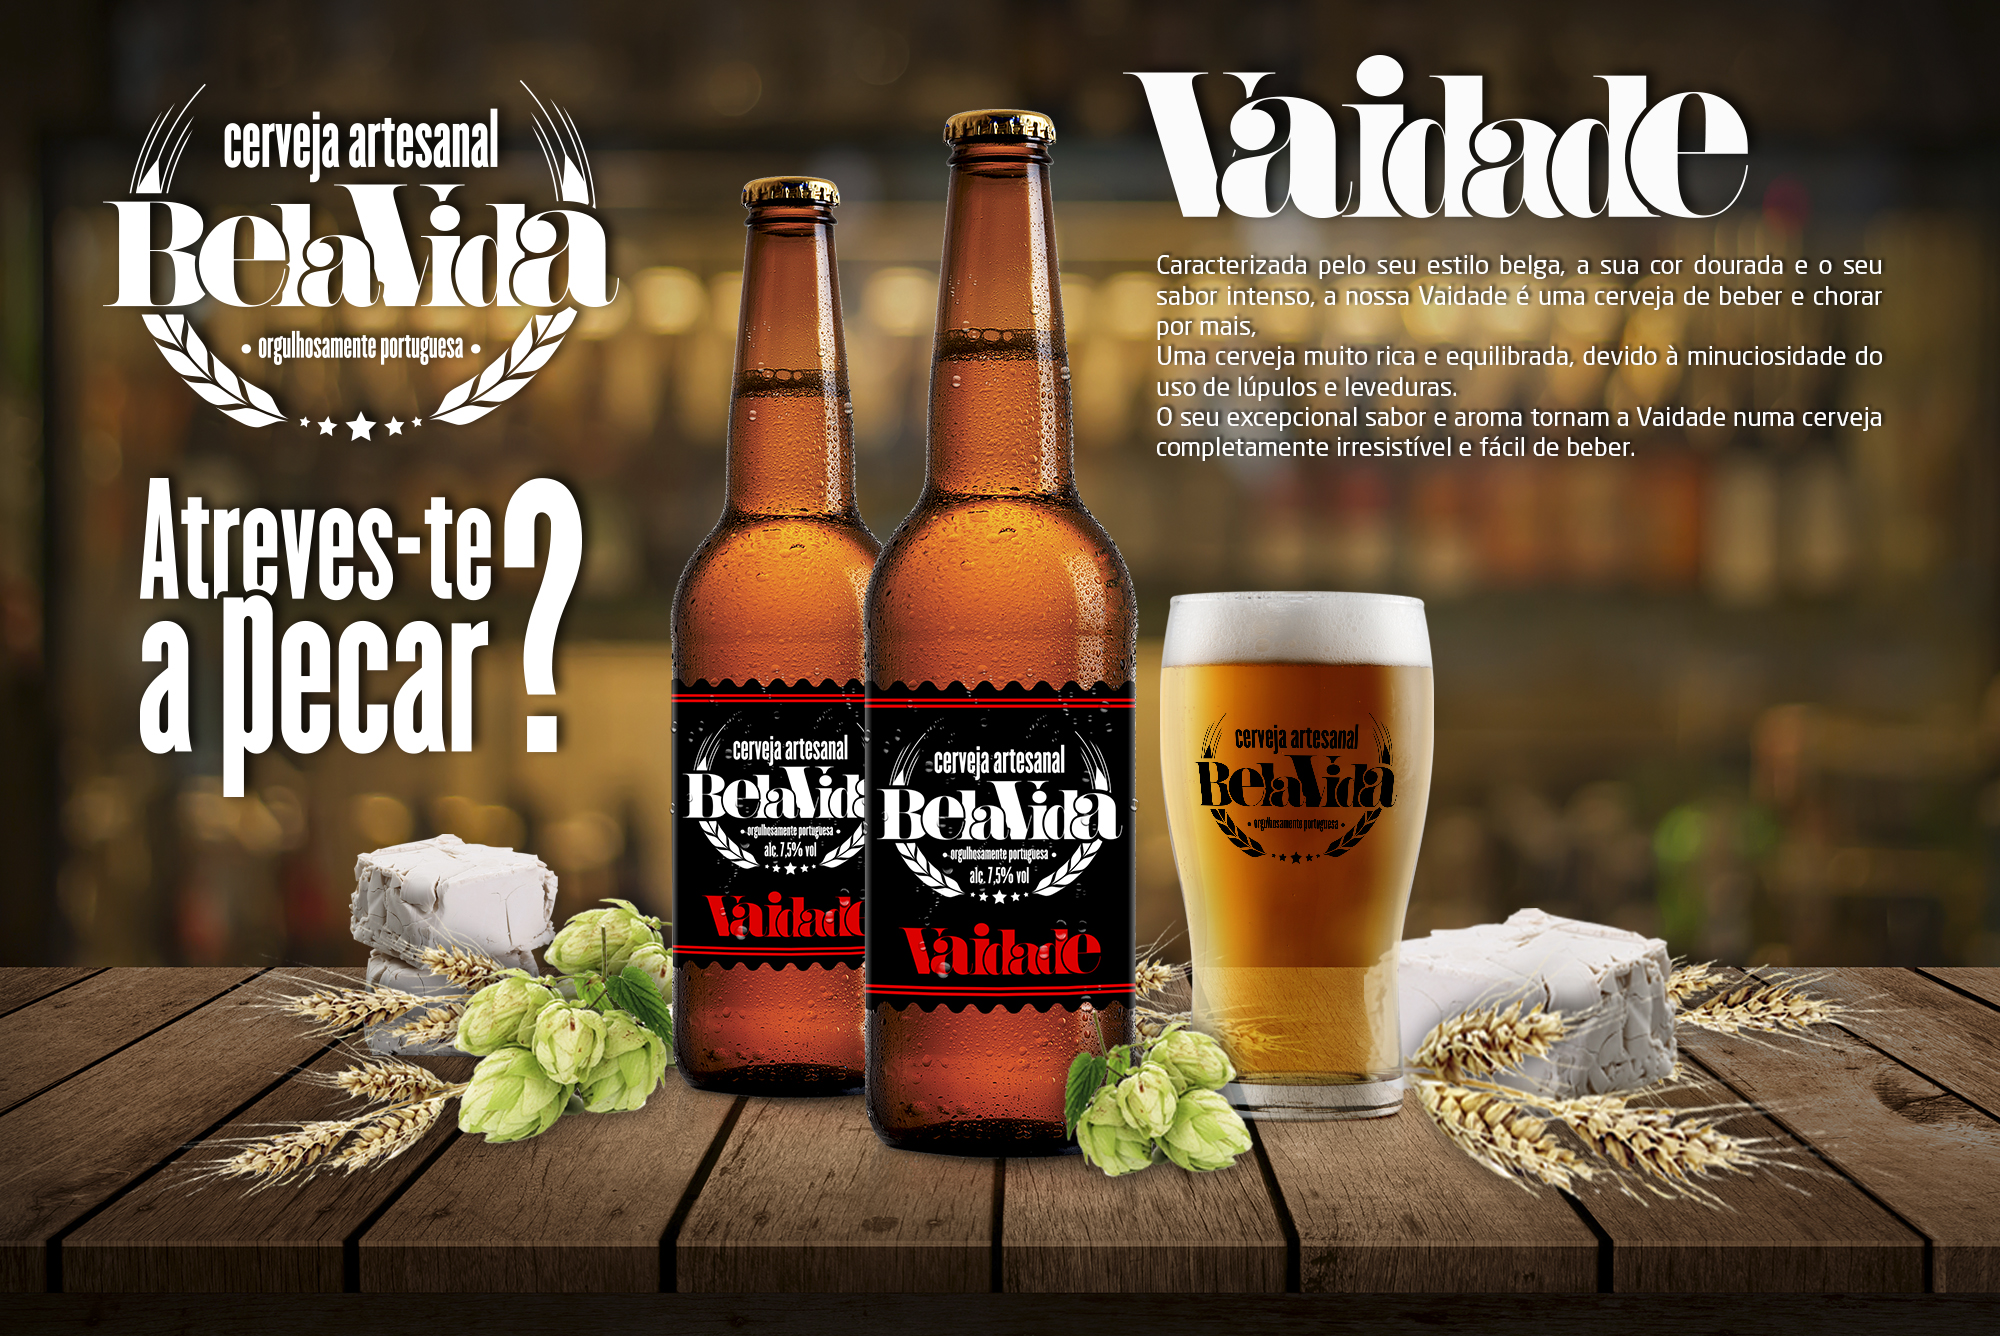 cerveja artesanal
BelaVida
• orgulhosamente portuguesa •
Atreves-te
a pecar?
Vaidade
Caracterizada pelo seu estilo belga, a sua cor dourada e o seu
sabor intenso, a nossa Vaidade é uma cerveja de beber e chorar
por mais,
Uma cerveja muito rica e equilibrada, devido à minuciosidade do
uso de lúpulos e leveduras.
O seu excepcional sabor e aroma tornam a Vaidade numa cerveja
completamente irresistível e fácil de beber.
cerveja artesanal
BelaVida
• orgulhosamente portuguesa •
alc. 7,5% vol
Vaidade
cerveja artesanal
BelaVida
• orgulhosamente portuguesa •
alc. 7,5% vol
Vaidade
cerveja artesanal
BelaVida
• orgulhosamente portuguesa •